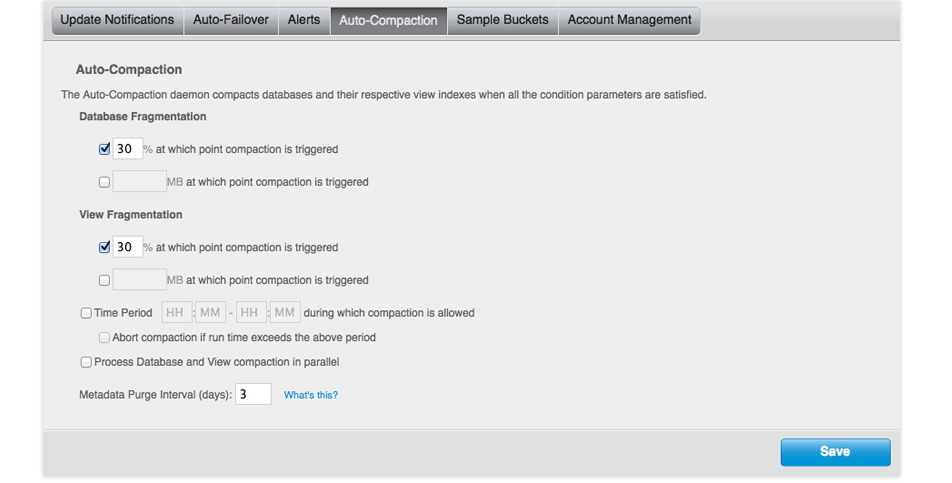 Update Notifications Auto-Failover Alerts Auto-Compaction Sample Buckets Account Management
Auto-Compaction
The Auto-Compaction daemon compacts databases and their respective view indexes when all the condition parameters are satisfied.
Database Fragmentation
30 % at which point compaction is triggered
MB at which point compaction is triggered
View Fragmentation
30 % at which point compaction is triggered
MB at which point compaction is triggered
Time Period HH : MM - HH : MM during which compaction is allowed
Abort compaction if run time exceeds the above period
Process Database and View compaction in parallel
Metadata Purge Interval (days): 3 What's this?
Save